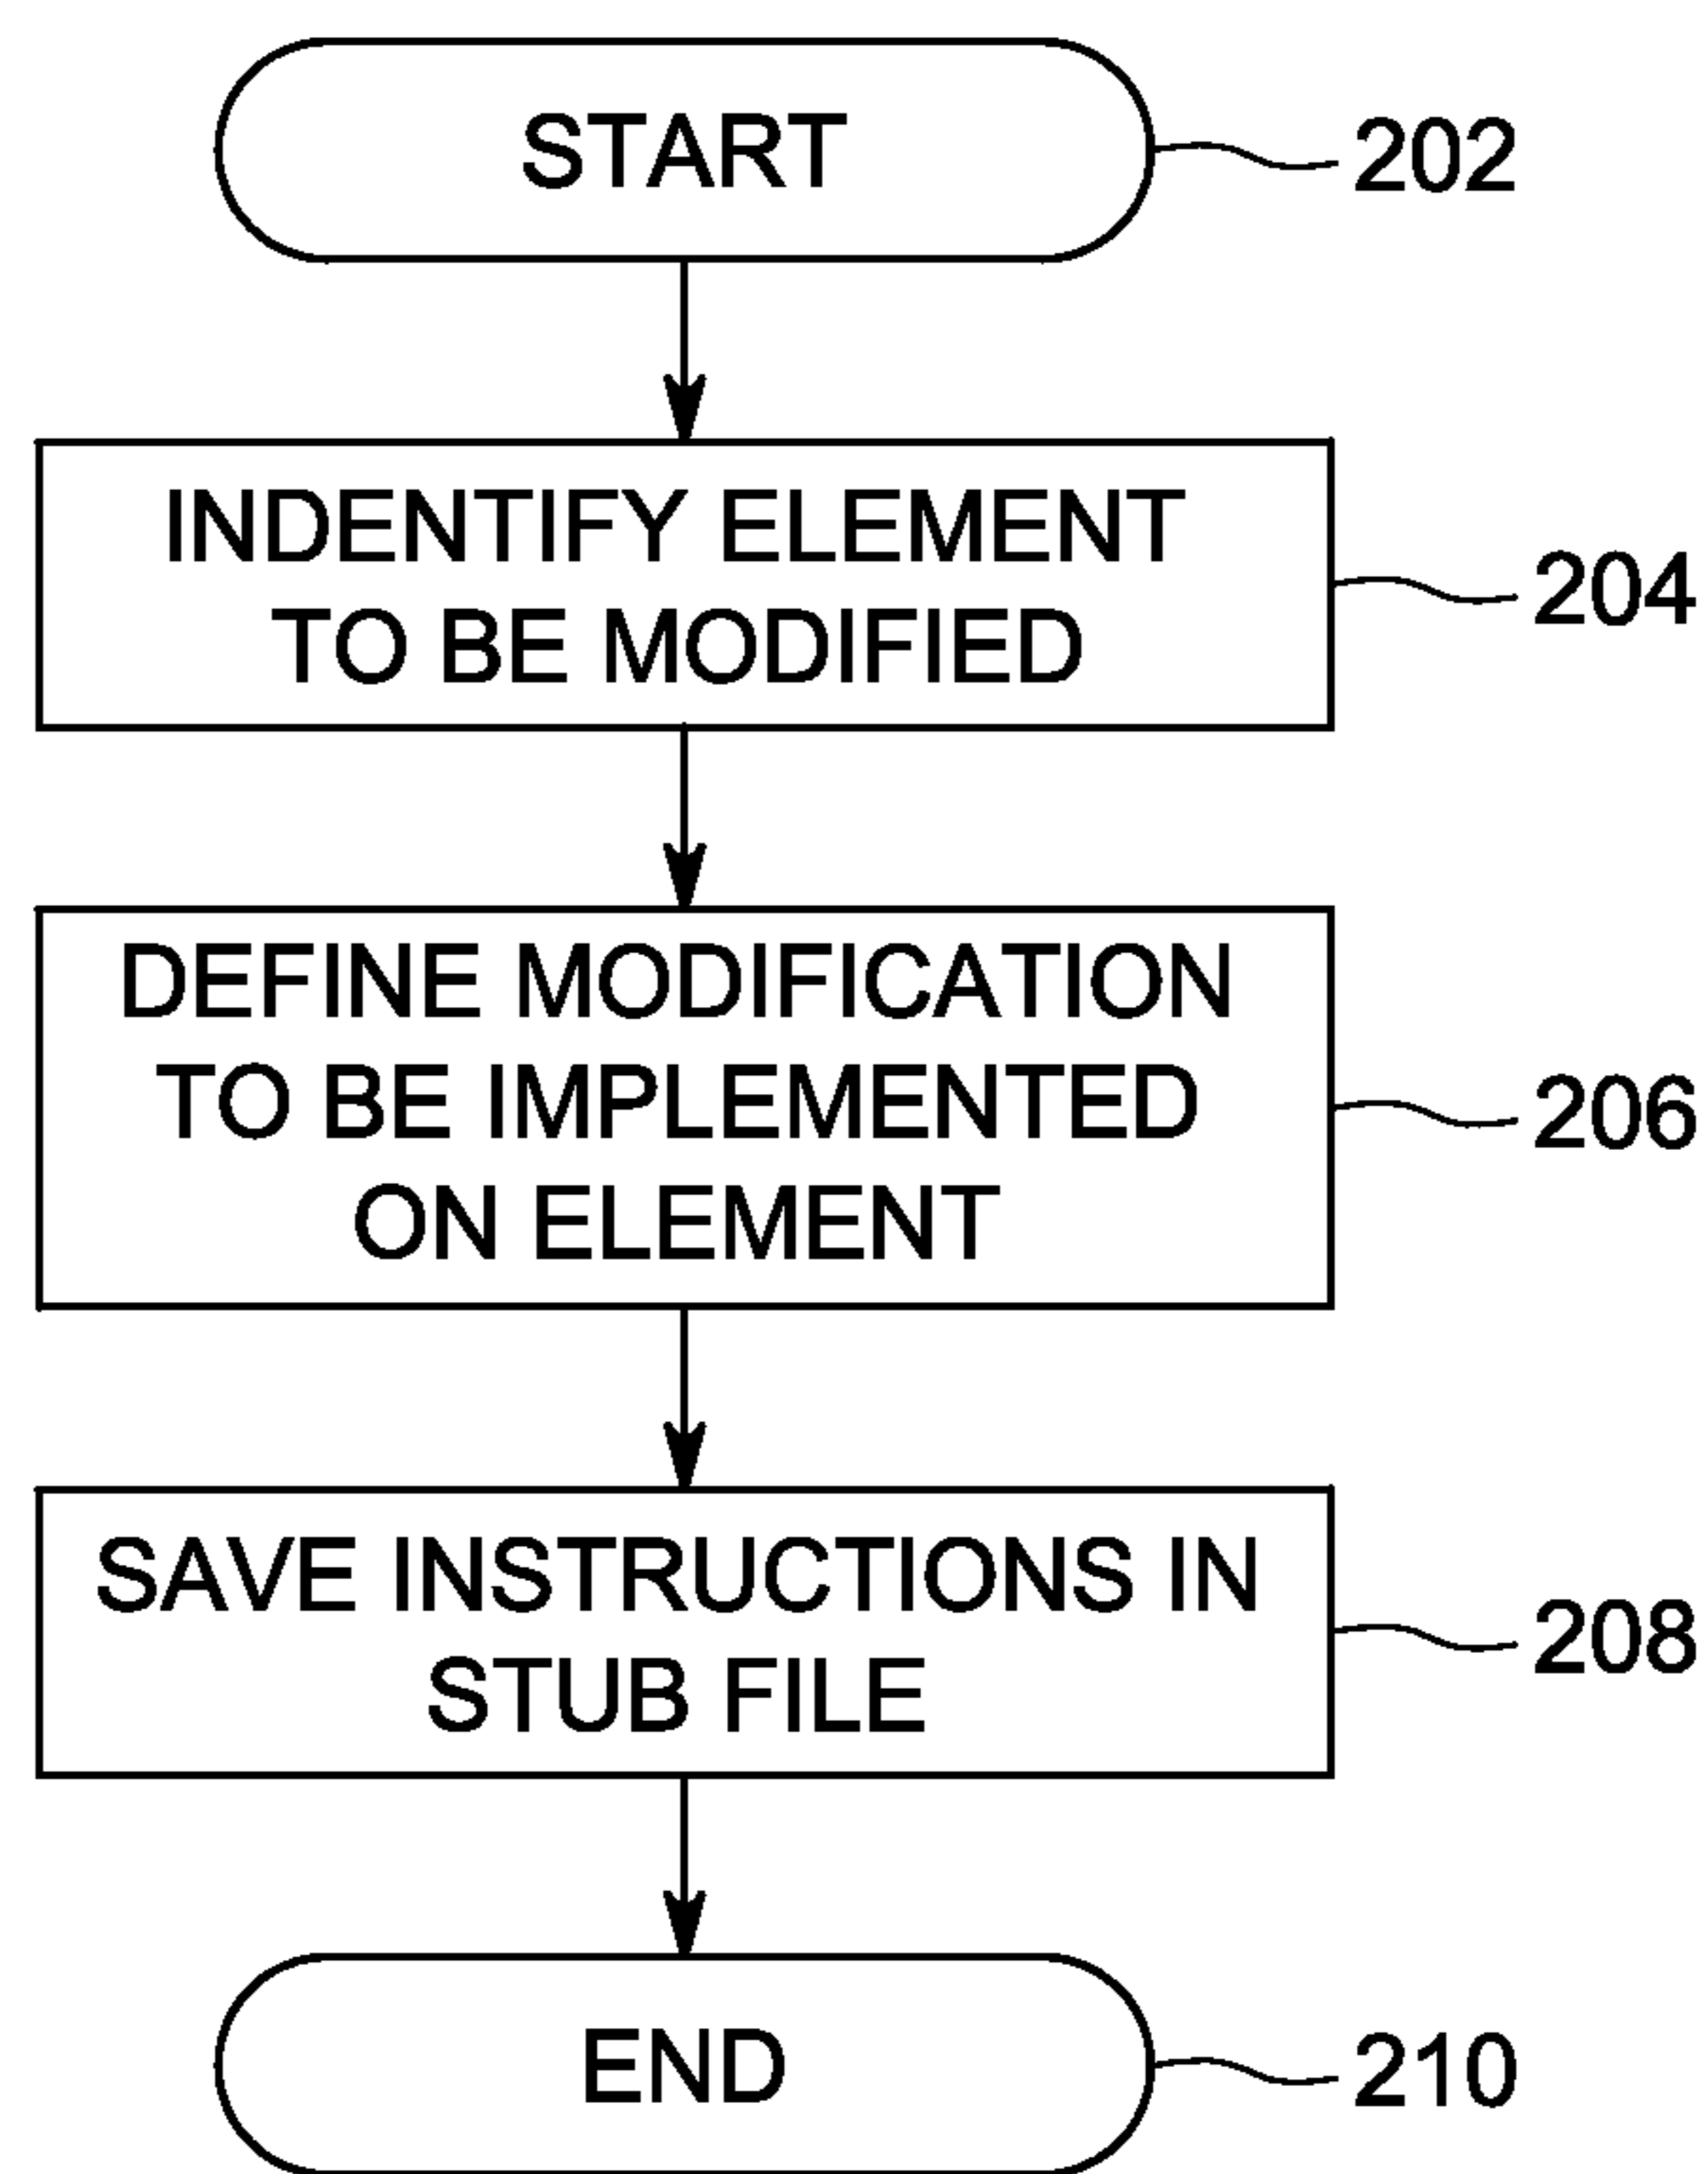 START
202
INDENTIFY ELEMENT
TO BE MODIFIED
204
DEFINE MODIFICATION
TO BE IMPLEMENTED
ON ELEMENT
206
SAVE INSTRUCTIONS IN
STUB FILE
208
END
210